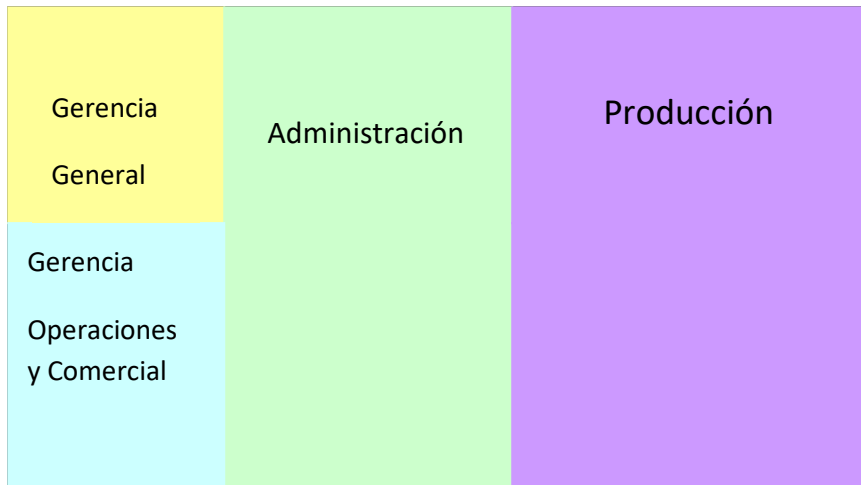 Gerencia
General
Administración
Producción
Gerencia
Operaciones
y Comercial